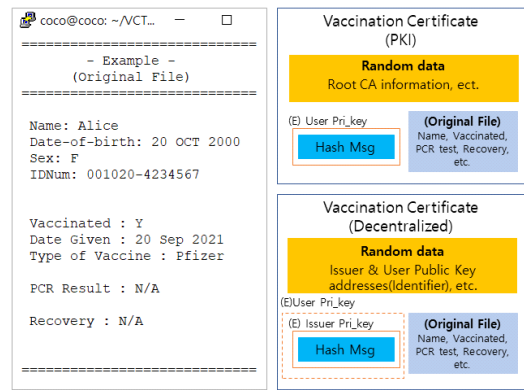 coco@coco: ~/VCT...
==============================
- Example -
(Original File)
==============================
Name: Alice
Date-of-birth: 20 OCT 2000
Sex: F
IDNum: 001020-4234567
Vaccinated : Y
Date Given : 20 Sep 2021
Type of Vaccine : Pfizer
PCR Result : N/A
Recovery : N/A
==============================
Vaccination Certificate
(PKI)
Random data
Root CA information, ect.
(E) User Pri_key
Hash Msg
(Original File)
Name, Vaccinated,
PCR test, Recovery,
etc.
Vaccination Certificate
(Decentralized)
Random data
Issuer & User Public Key
addresses(Identifier), etc.
(E)User Pri_key
(E) Issuer Pri_key
Hash Msg
(Original File)
Name, Vaccinated,
PCR test, Recovery,
etc.